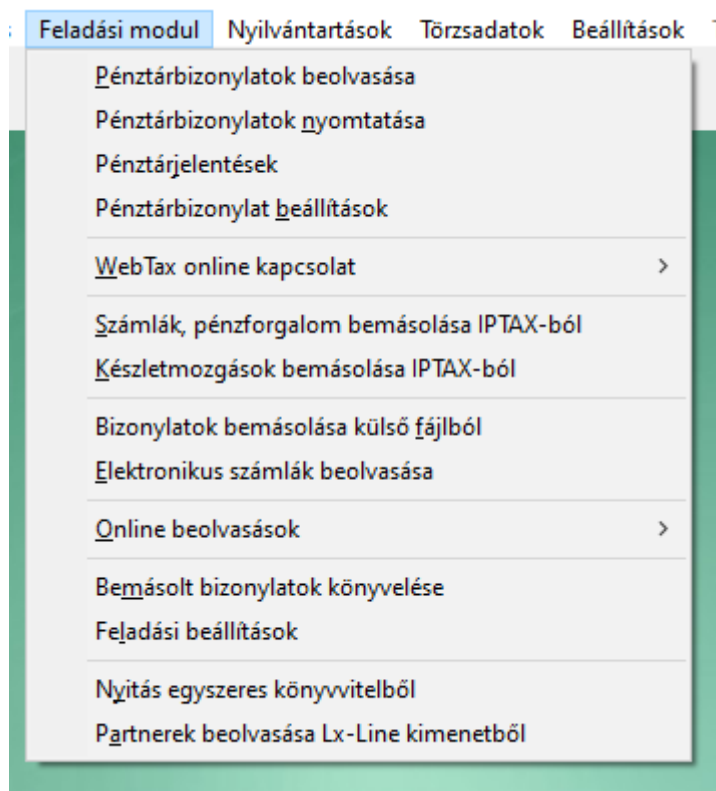 Feladási modul Nyilvántartások Törzsadatok Beállítások
Pénztárbizonylatok beolvasása
Pénztárbizonylatok nyomtatása
Pénztárjelentések
Pénztárbizonylat beállítások
WebTax online kapcsolat
Számlák, pénzforgalom bemásolása IPTAX-ból
Készletmozgások bemásolása IPTAX-ból
Bizonylatok bemásolása külső fájlból
Elektronikus számlák beolvasása
Online beolvasások
Bemásolt bizonylatok könyvelése
Feladási beállítások
Nyitás egyszeres könyvvitelből
Partnerek beolvasása Lx-Line kimenetből